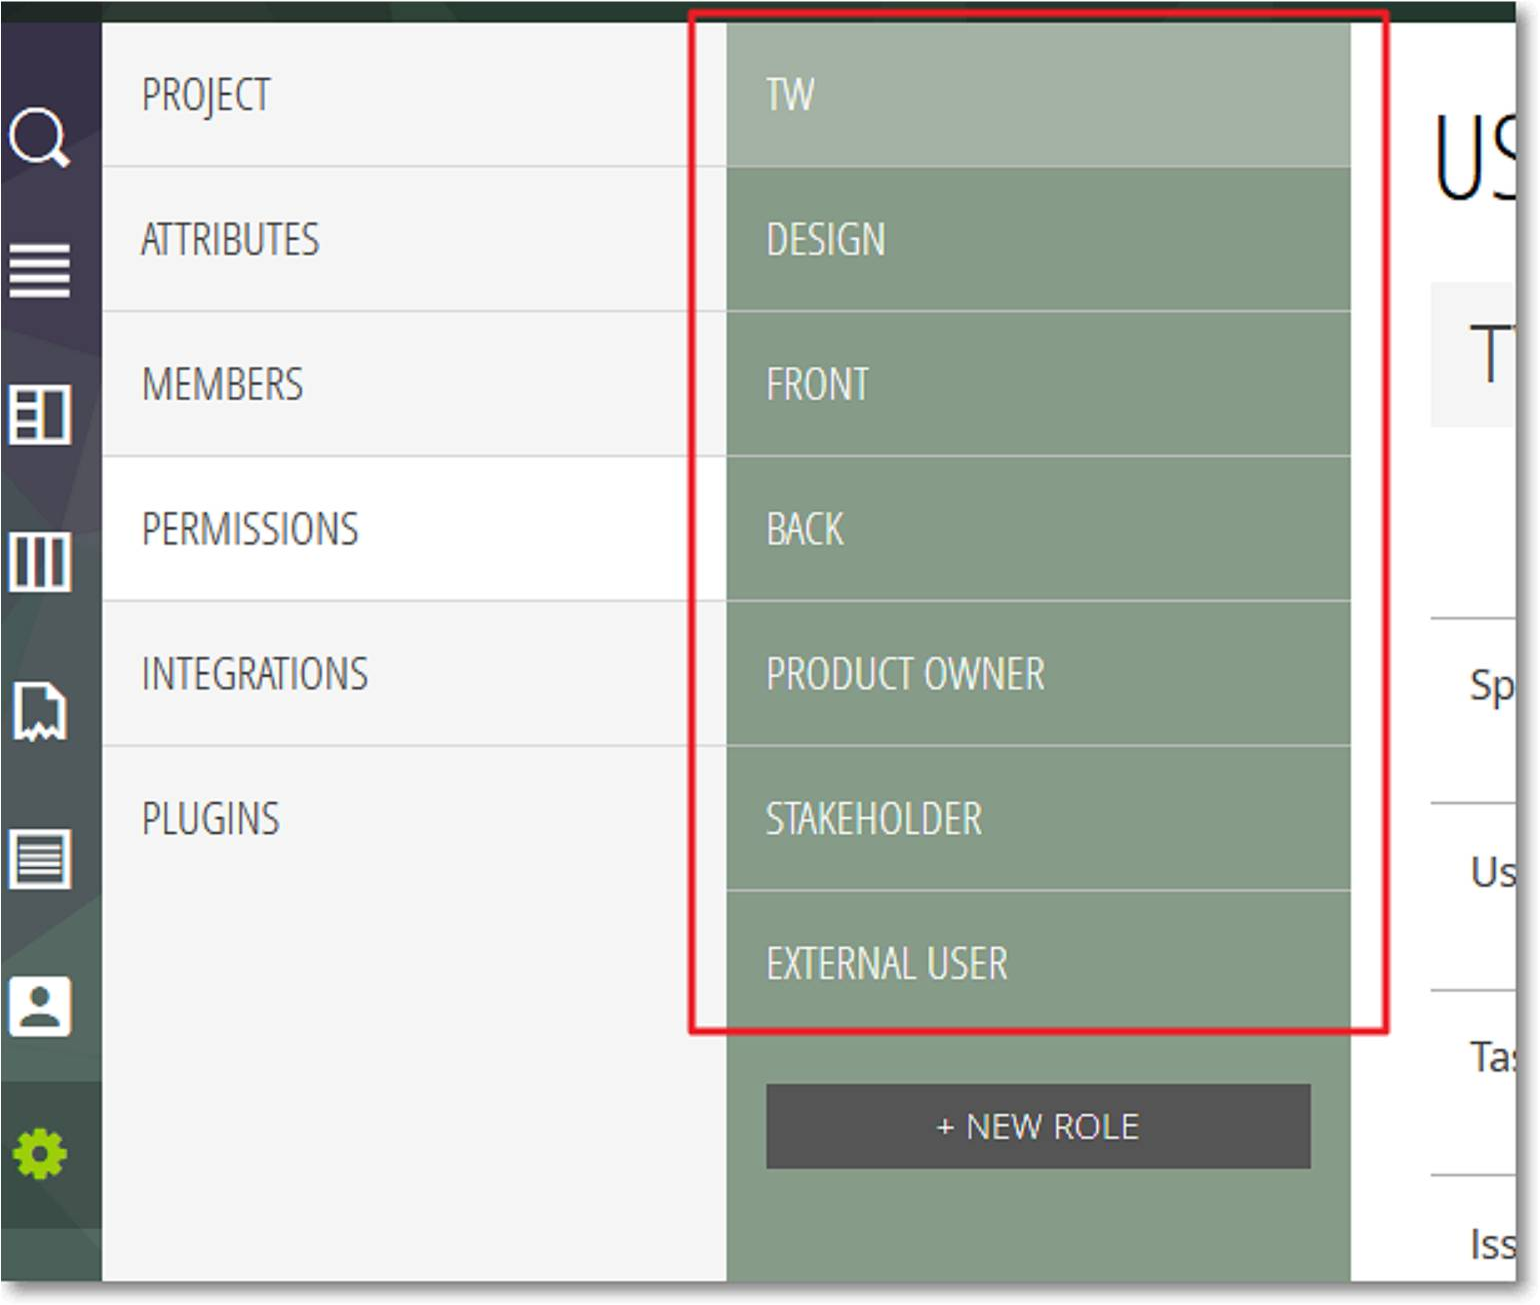 PROJECT
ATTRIBUTES
MEMBERS
PERMISSIONS
INTEGRATIONS
PLUGINS
TW
DESIGN
FRONT
BACK
PRODUCT OWNER
STAKEHOLDER
EXTERNAL USER
+ NEW ROLE